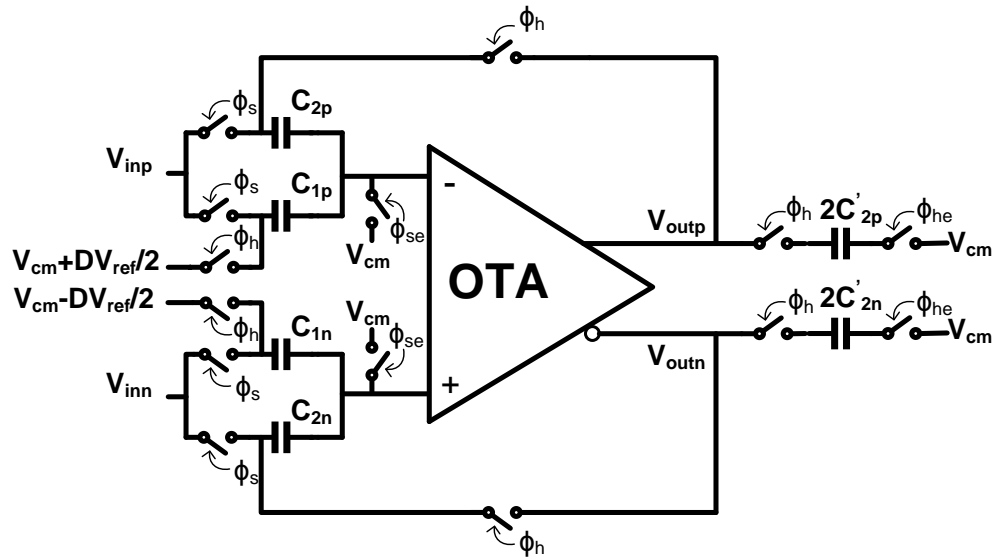 ϕh
ϕs
C2p
Vinp
ϕs
C1p
-
ϕh
Vcm
ϕse
Voutp
ϕh
2C'2p
ϕhe
Vcm
Vcm+DVref/2
OTA
Vcm-DVref/2
ϕh
C1n
Vcm
ϕse
ϕh
2C'2n
ϕhe
Vcm
Voutn
Vinn
ϕs
C2n
+
ϕs
ϕh